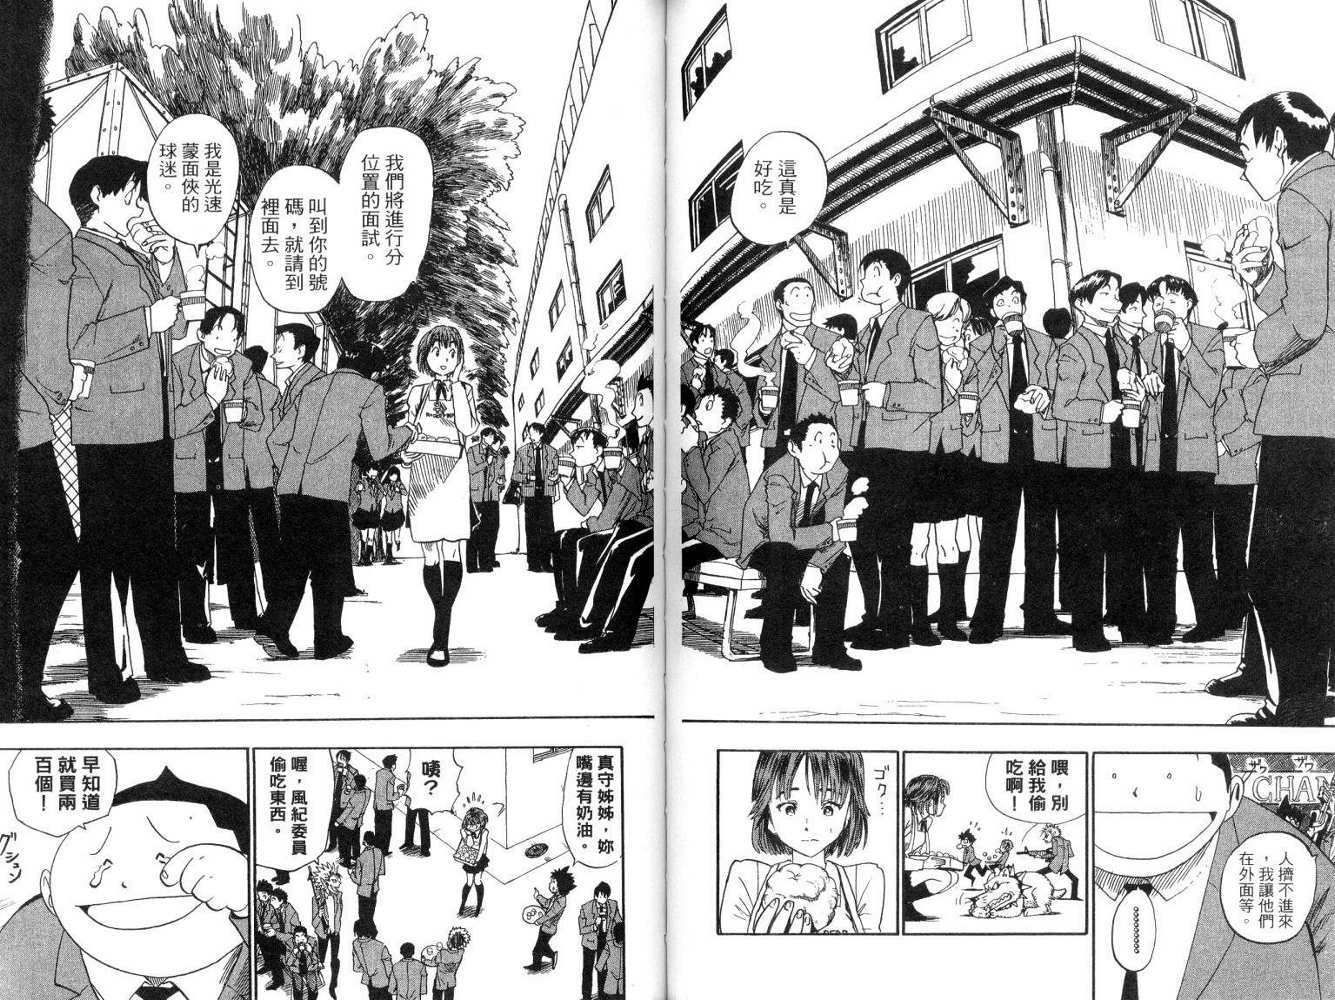 這真是
好吃。
我們將進行分
位置的面試。
叫到你的號
碼，就請到
裡面去。
我是光速
蒙面俠的
球迷。
ザワ
ザワ
CHAN
人擠不進來
，我讓他們
在外面等。
喂，別
給我偷
吃啊！
ゴク…
真守姊姊，妳
嘴邊有奶油。
咦？
喔，風紀委員
偷吃東西。
早知道
就買兩
百個！
グシュン